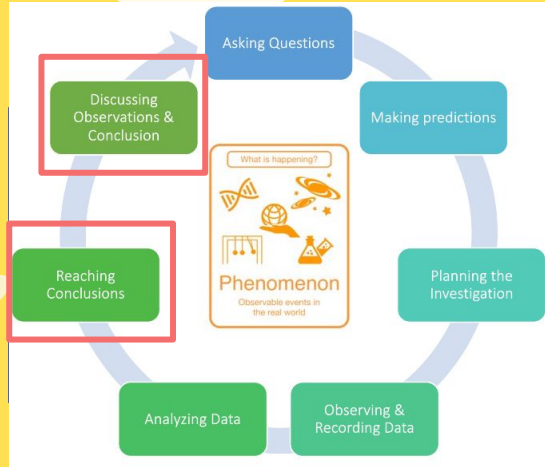 Asking Questions
Making predictions
Planning the
Investigation
Observing &
Recording Data
Analyzing Data
Reaching
Conclusions
Discussing
Observations &
Conclusion
What is happening?
Phenomenon
Observable events in
the real world